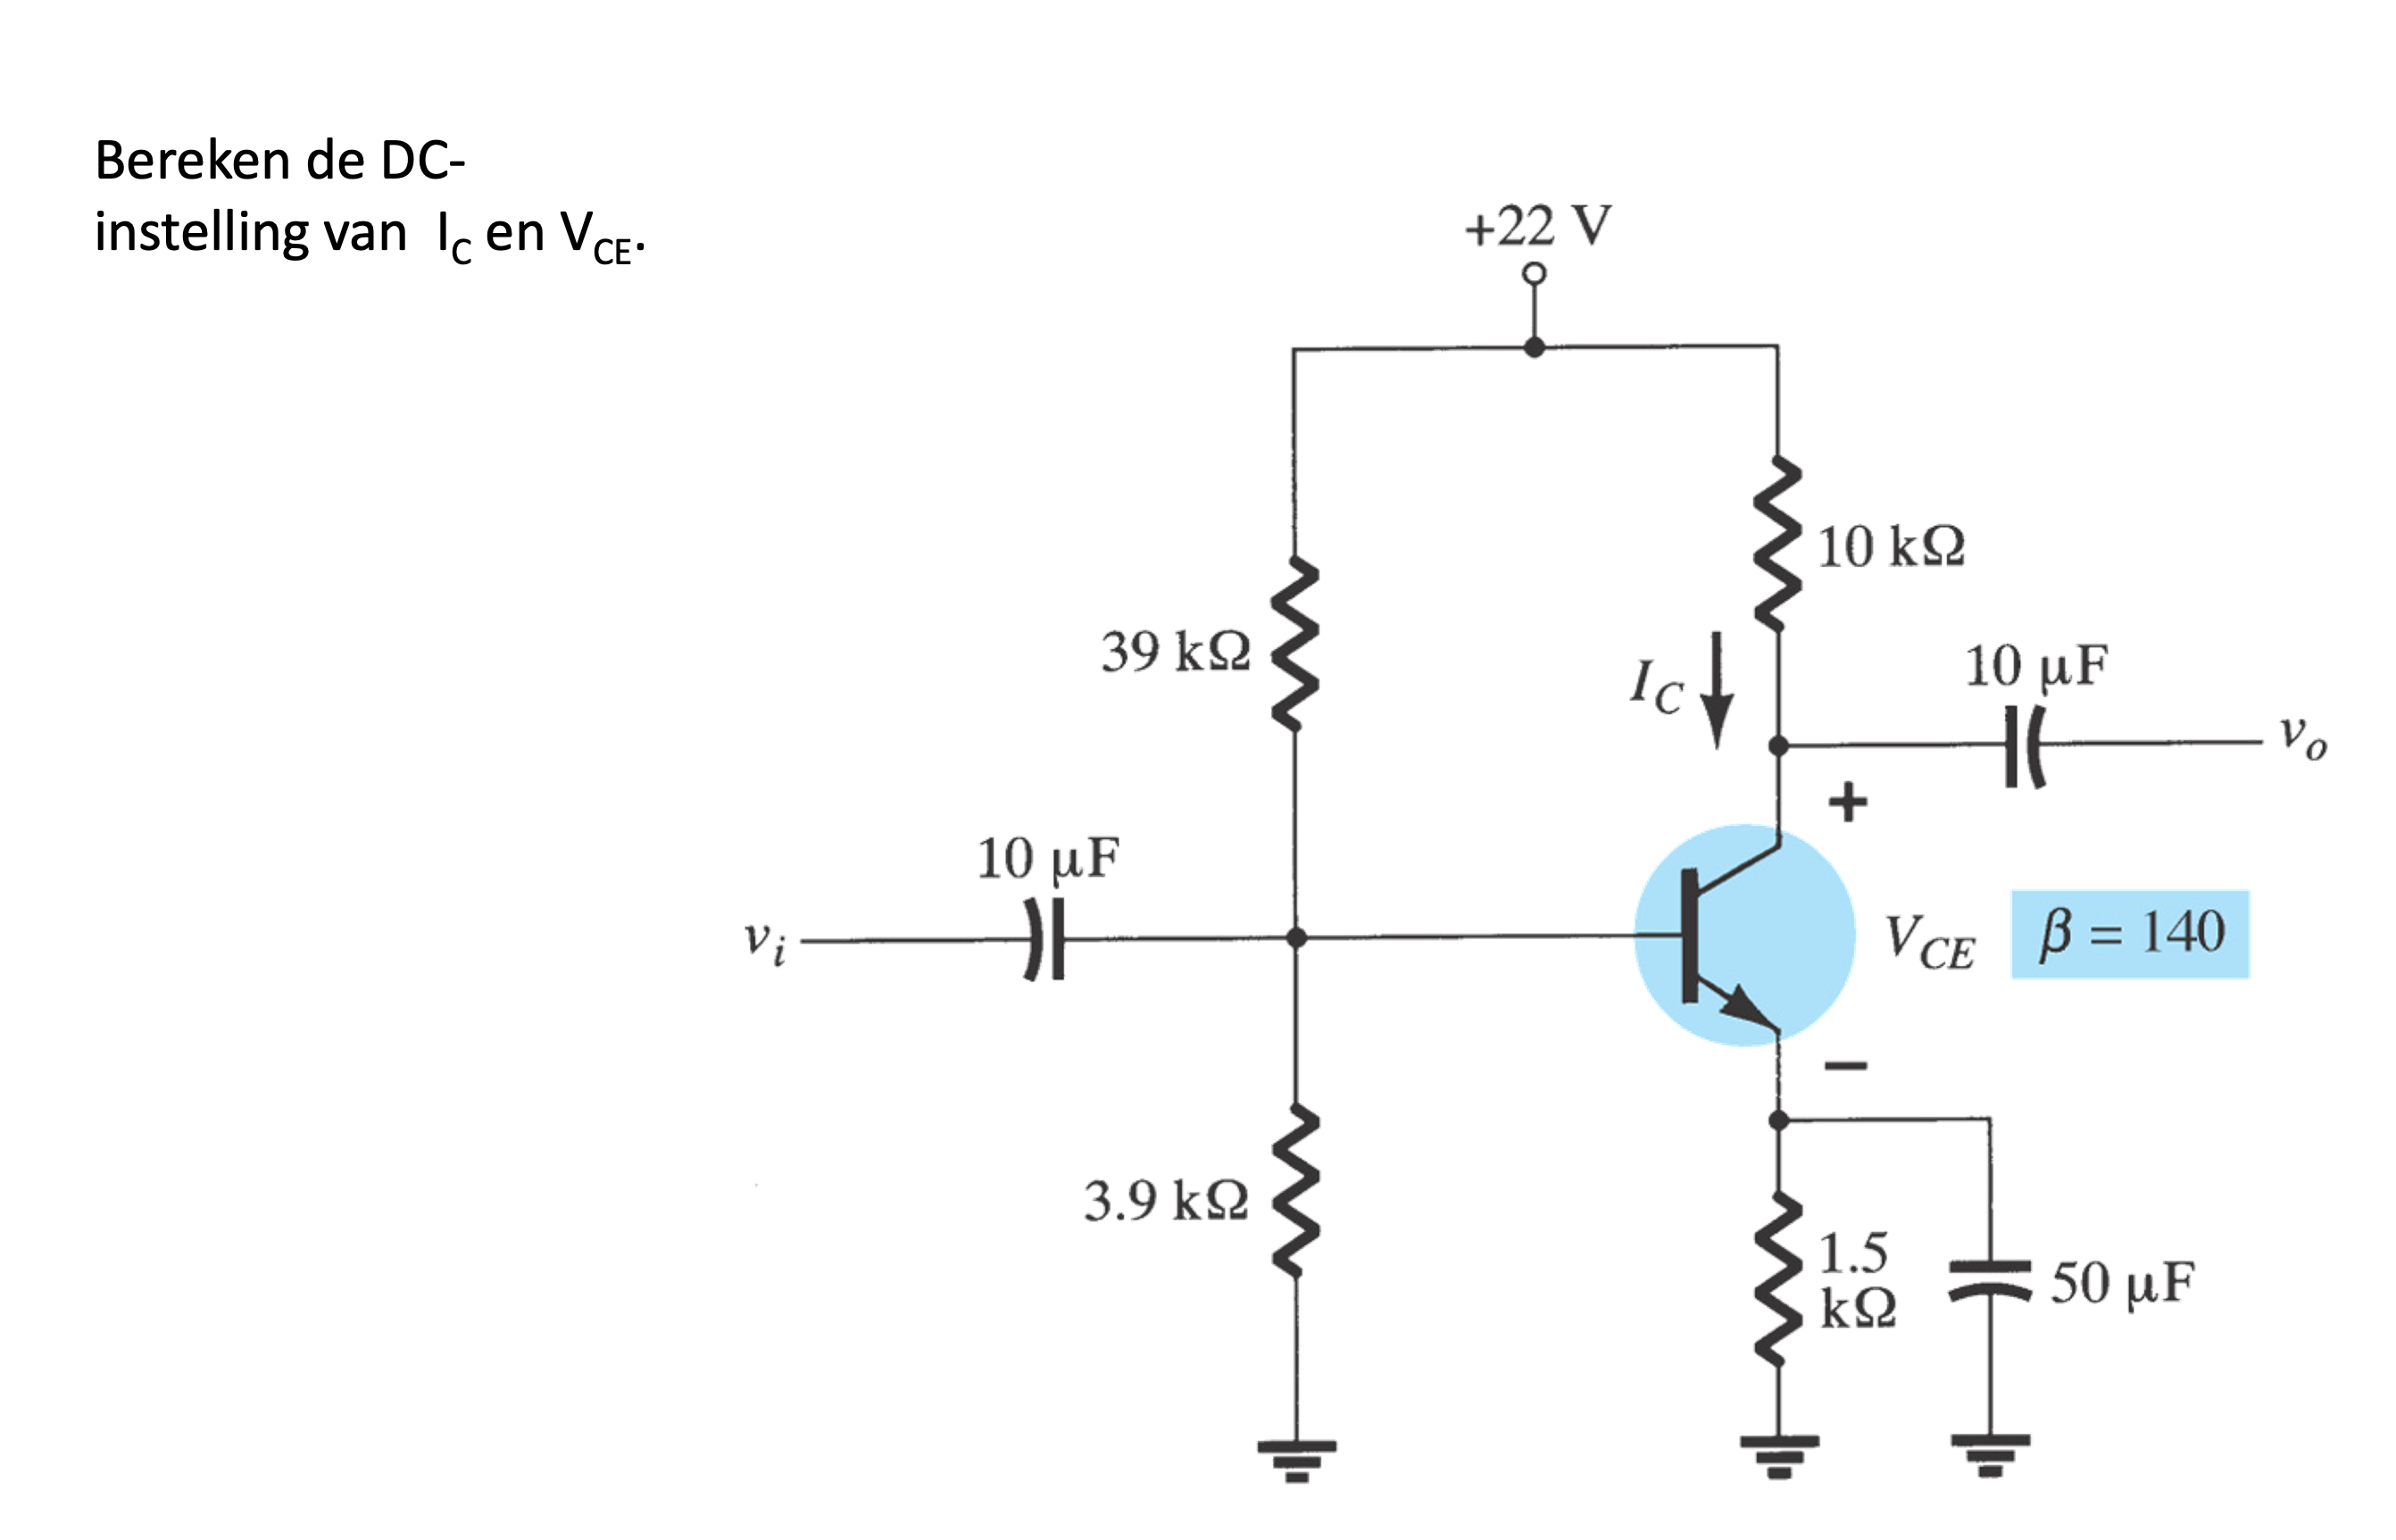 Bereken de DC-
instelling van I_C en V_CE.
+22 V
10 kΩ
39 kΩ
I_C
10 µF
v_o
+
10 µF
v_i
V_CE
β = 140
−
3.9 kΩ
1.5
kΩ
50 µF